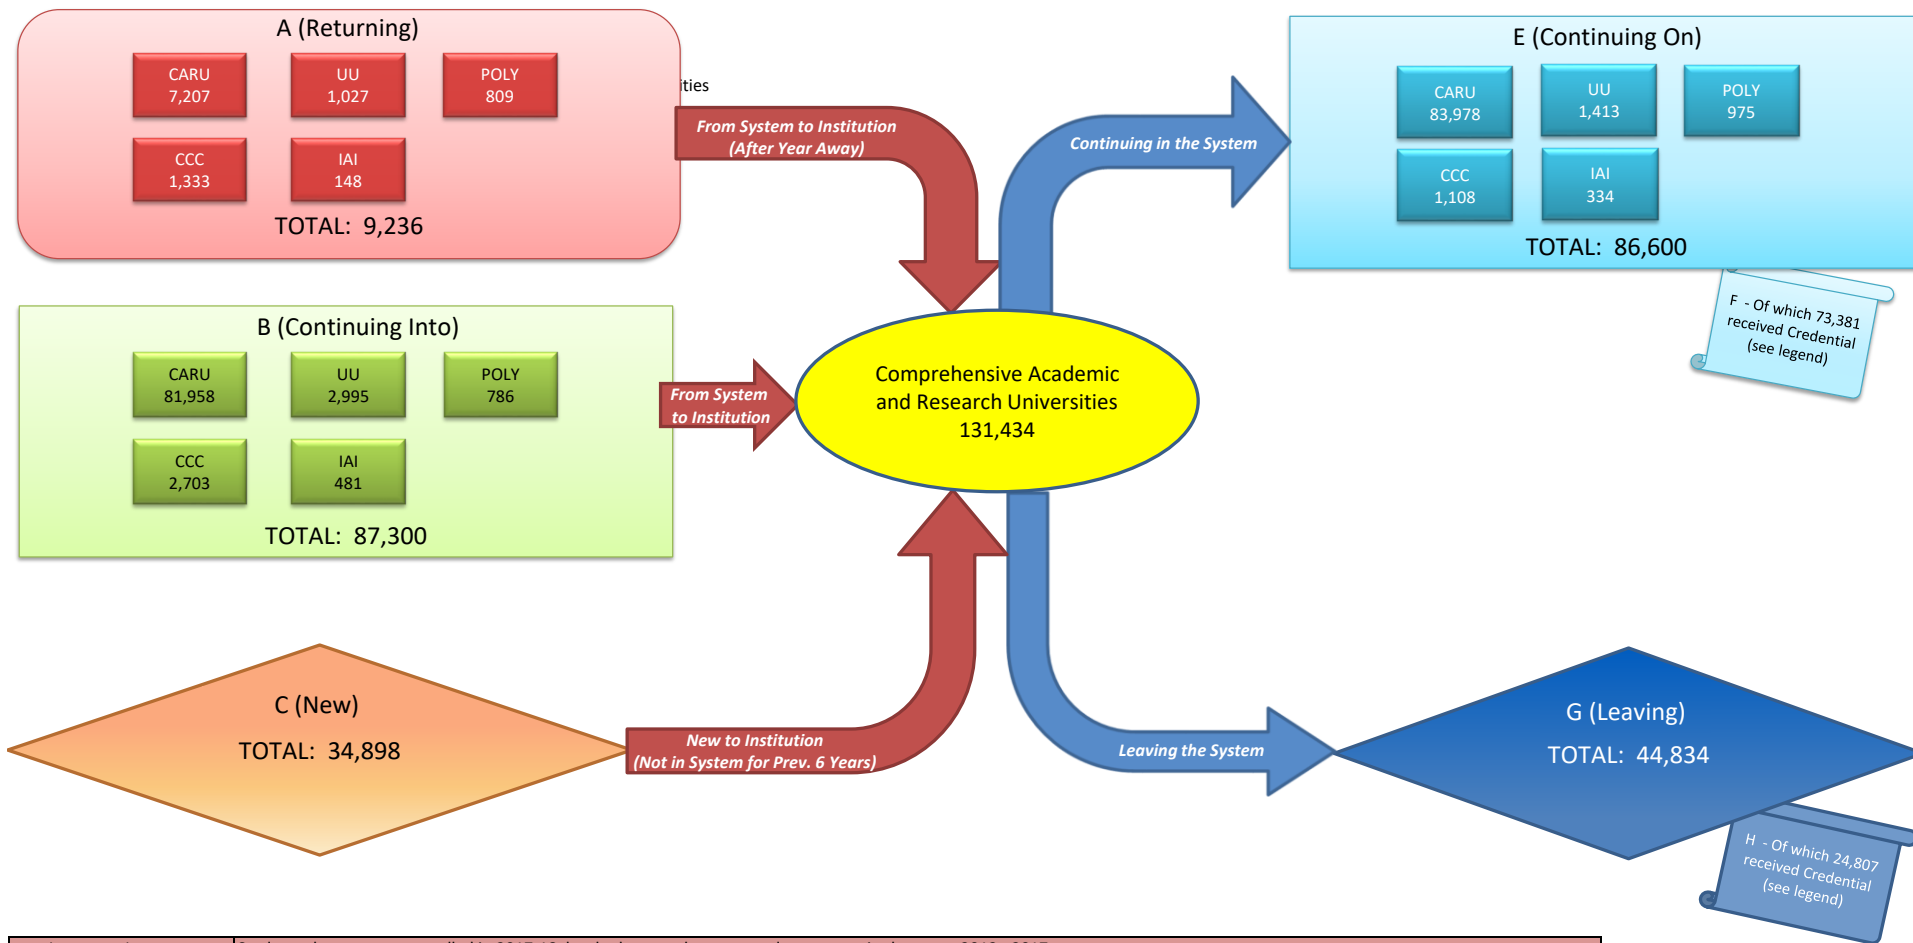 A (Returning)
CARU
7,207
UU
1,027
POLY
809
CCC
1,333
IAI
148
TOTAL: 9,236
ities
From System to Institution
(After Year Away)
Continuing in the System
E (Continuing On)
CARU
83,978
UU
1,413
POLY
975
CCC
1,108
IAI
334
TOTAL: 86,600
F - Of which 73,381
received Credential
(see legend)
B (Continuing Into)
CARU
81,958
UU
2,995
POLY
786
CCC
2,703
IAI
481
TOTAL: 87,300
From System
to Institution
Comprehensive Academic
and Research Universities
131,434
C (New)
TOTAL: 34,898
New to Institution
(Not in System for Prev. 6 Years)
Leaving the System
G (Leaving)
TOTAL: 44,834
H - Of which 24,807
received Credential
(see legend)